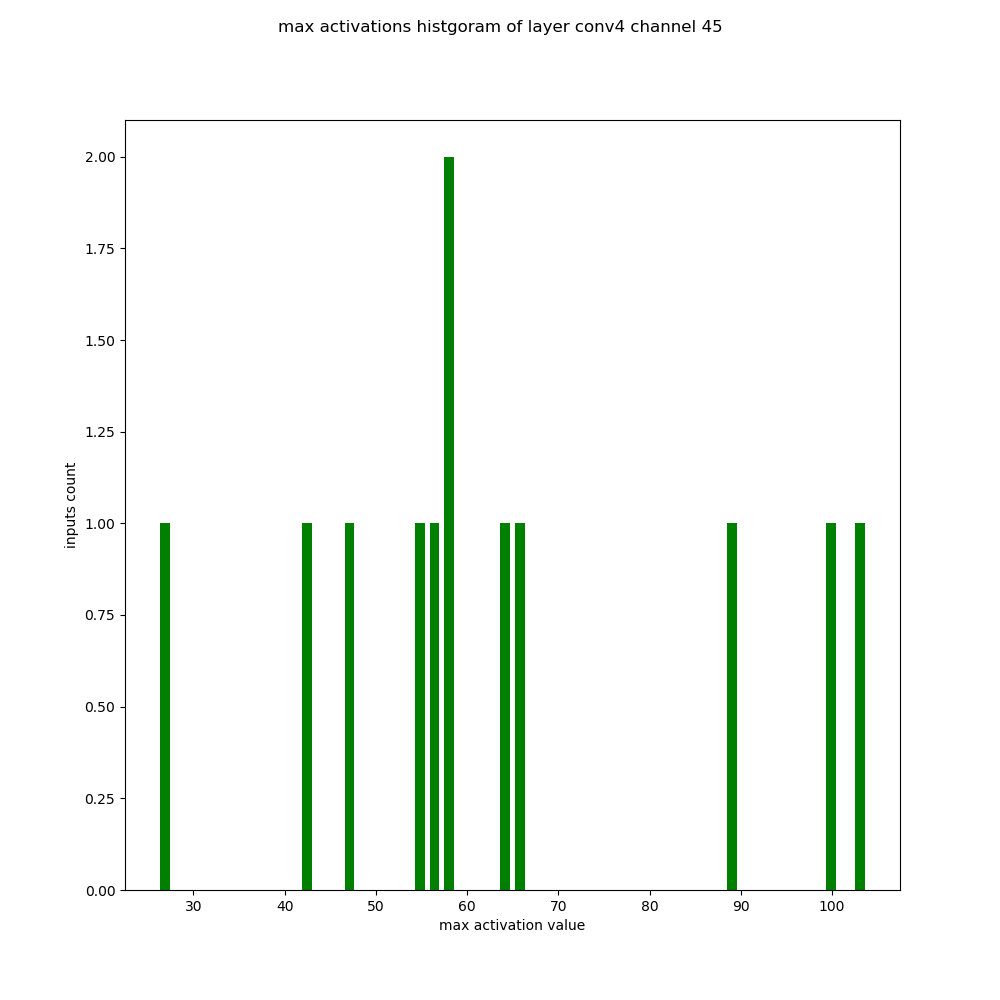 max activations histgoram of layer conv4 channel 45
2.00
1.75
1.50
1.25
1.00
0.75
0.50
0.25
0.00
inputs count
30 40 50 60 70 80 90 100
max activation value